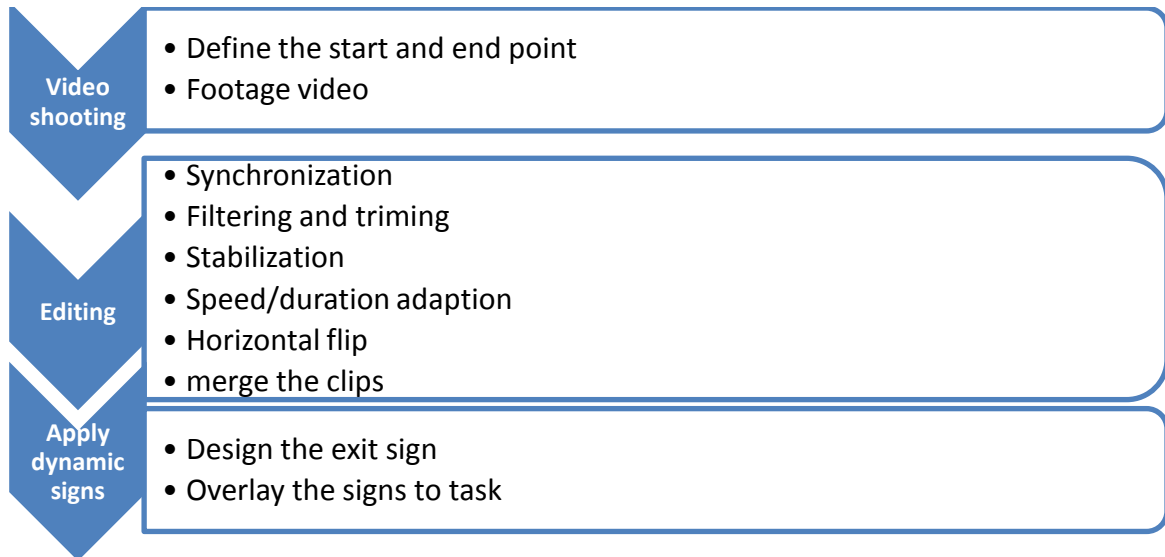 Video
shooting
• Define the start and end point
• Footage video
Editing
• Synchronization
• Filtering and triming
• Stabilization
• Speed/duration adaption
• Horizontal flip
• merge the clips
Apply
dynamic
signs
• Design the exit sign
• Overlay the signs to task